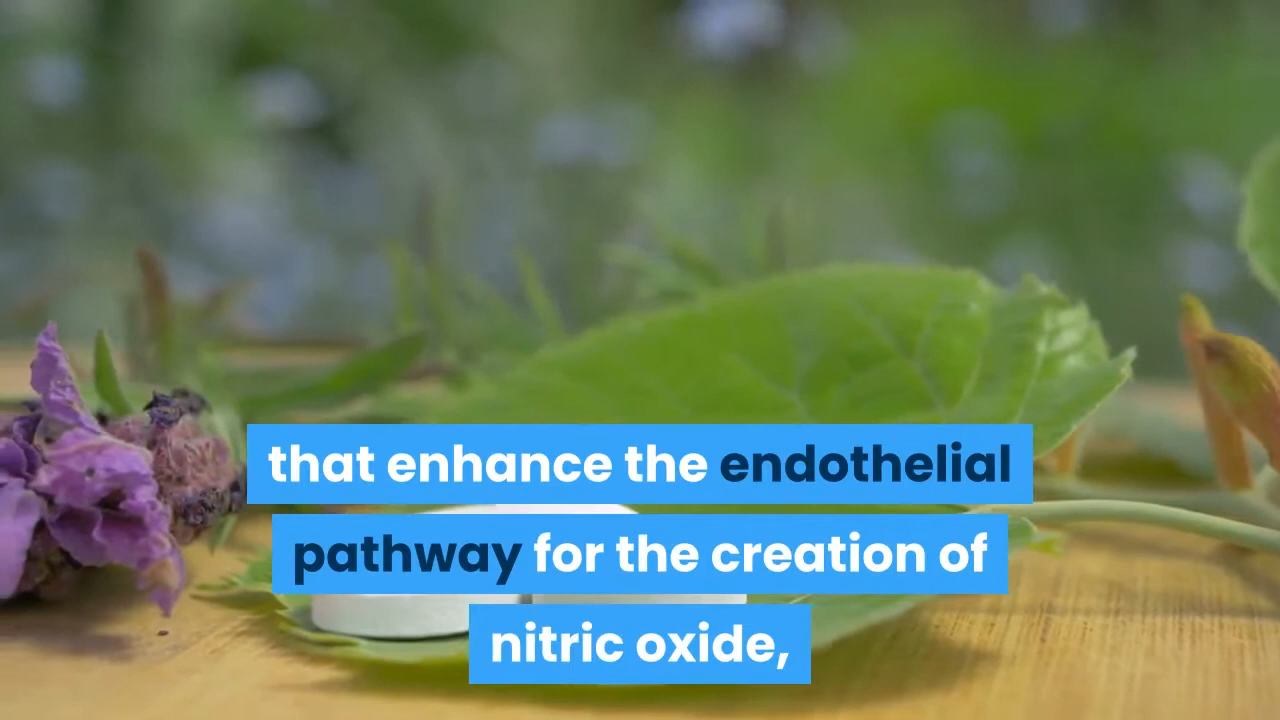 that enhance the endothelial
pathway for the creation of
nitric oxide,